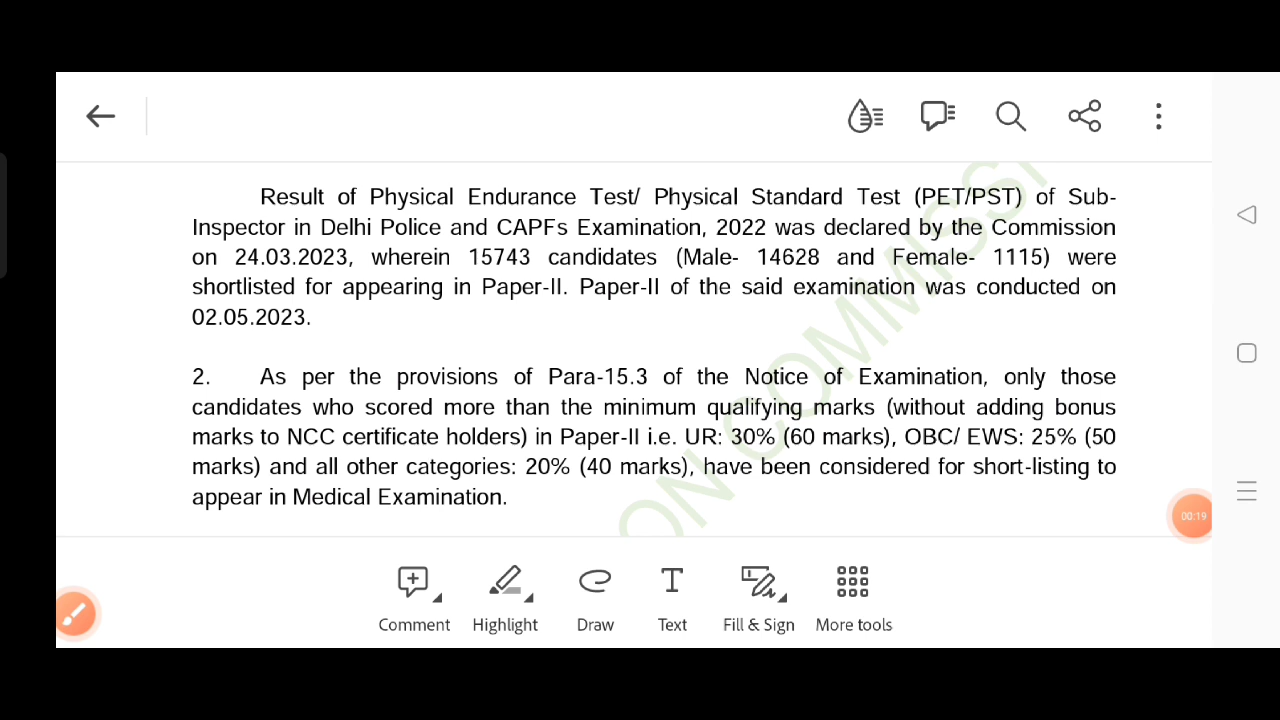 Result of Physical Endurance Test/ Physical Standard Test (PET/PST) of Sub-
Inspector in Delhi Police and CAPFs Examination, 2022 was declared by the Commission
on 24.03.2023, wherein 15743 candidates (Male- 14628 and Female- 1115) were
shortlisted for appearing in Paper-II. Paper-II of the said examination was conducted on
02.05.2023.
2. As per the provisions of Para-15.3 of the Notice of Examination, only those
candidates who scored more than the minimum qualifying marks (without adding bonus
marks to NCC certificate holders) in Paper-II i.e. UR: 30% (60 marks), OBC/ EWS: 25% (50
marks) and all other categories: 20% (40 marks), have been considered for short-listing to
appear in Medical Examination.
ON COMMISSI
00:19
Comment Highlight Draw Text Fill & Sign More tools